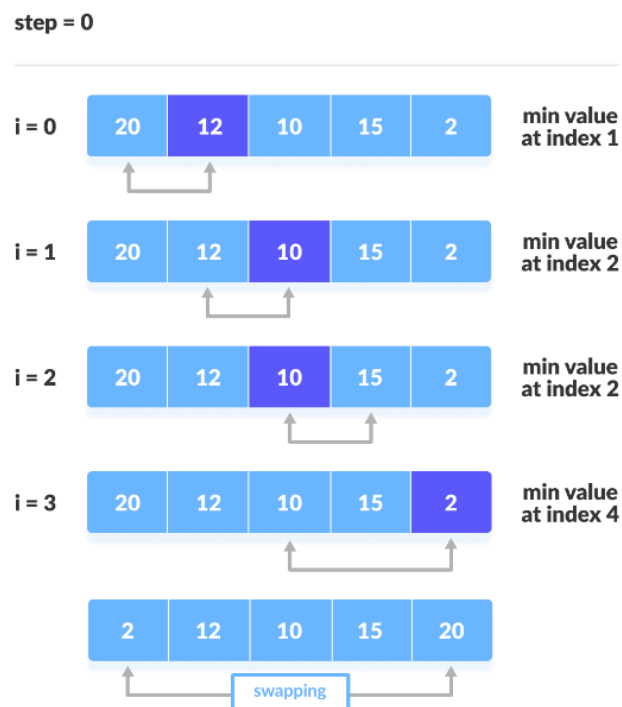 step = 0
i = 0 20 12 10 15 2 min value
at index 1
i = 1 20 12 10 15 2 min value
at index 2
i = 2 20 12 10 15 2 min value
at index 2
i = 3 20 12 10 15 2 min value
at index 4
2 12 10 15 20
swapping